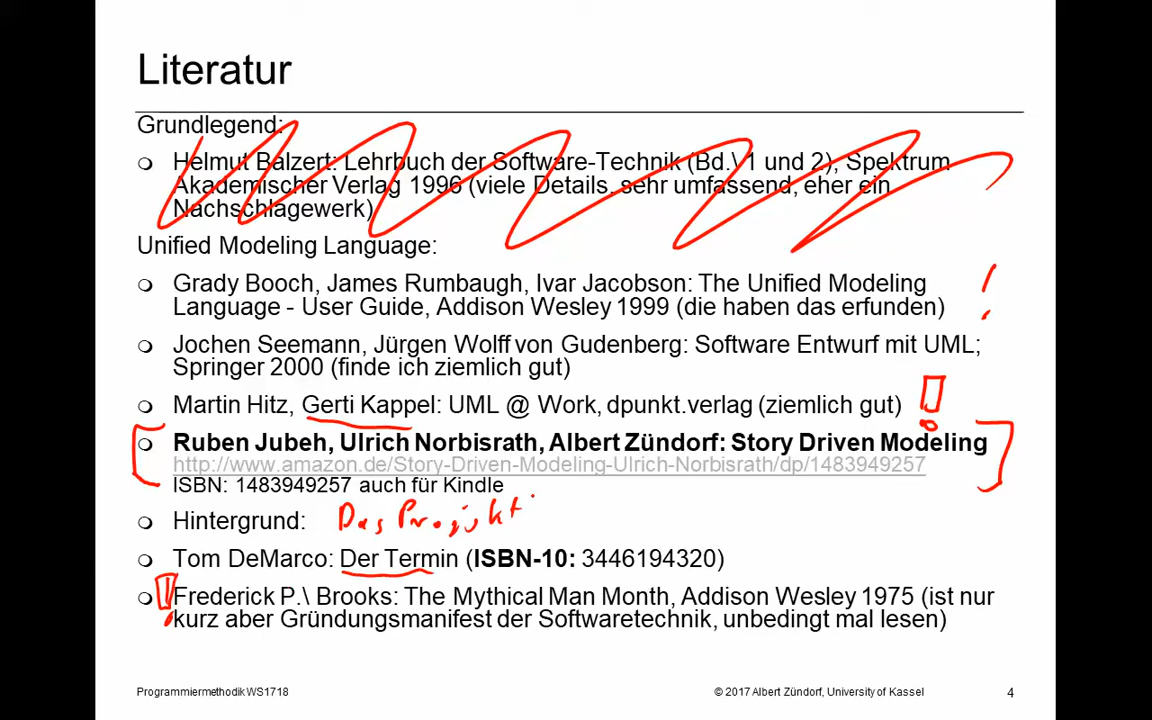 Literatur
Grundlegend:
Helmut Balzert: Lehrbuch der Software-Technik (Bd.\ 1 und 2), Spektrum
Akademischer Verlag 1996 (viele Details, sehr umfassend, eher ein
Nachschlagewerk)
Unified Modeling Language:
Grady Booch, James Rumbaugh, Ivar Jacobson: The Unified Modeling
Language - User Guide, Addison Wesley 1999 (die haben das erfunden)
!
Jochen Seemann, Jürgen Wolff von Gudenberg: Software Entwurf mit UML;
Springer 2000 (finde ich ziemlich gut)
Martin Hitz, Gerti Kappel: UML @ Work, dpunkt.verlag (ziemlich gut) !
Ruben Jubeh, Ulrich Norbisrath, Albert Zündorf: Story Driven Modeling
http://www.amazon.de/Story-Driven-Modeling-Ulrich-Norbisrath/dp/1483949257
ISBN: 1483949257 auch für Kindle
Hintergrund: Das Projekt
Tom DeMarco: Der Termin (ISBN-10: 3446194320)
! Frederick P.\ Brooks: The Mythical Man Month, Addison Wesley 1975 (ist nur
kurz aber Gründungsmanifest der Softwaretechnik, unbedingt mal lesen)
Programmiermethodik WS1718 © 2017 Albert Zündorf, University of Kassel 4